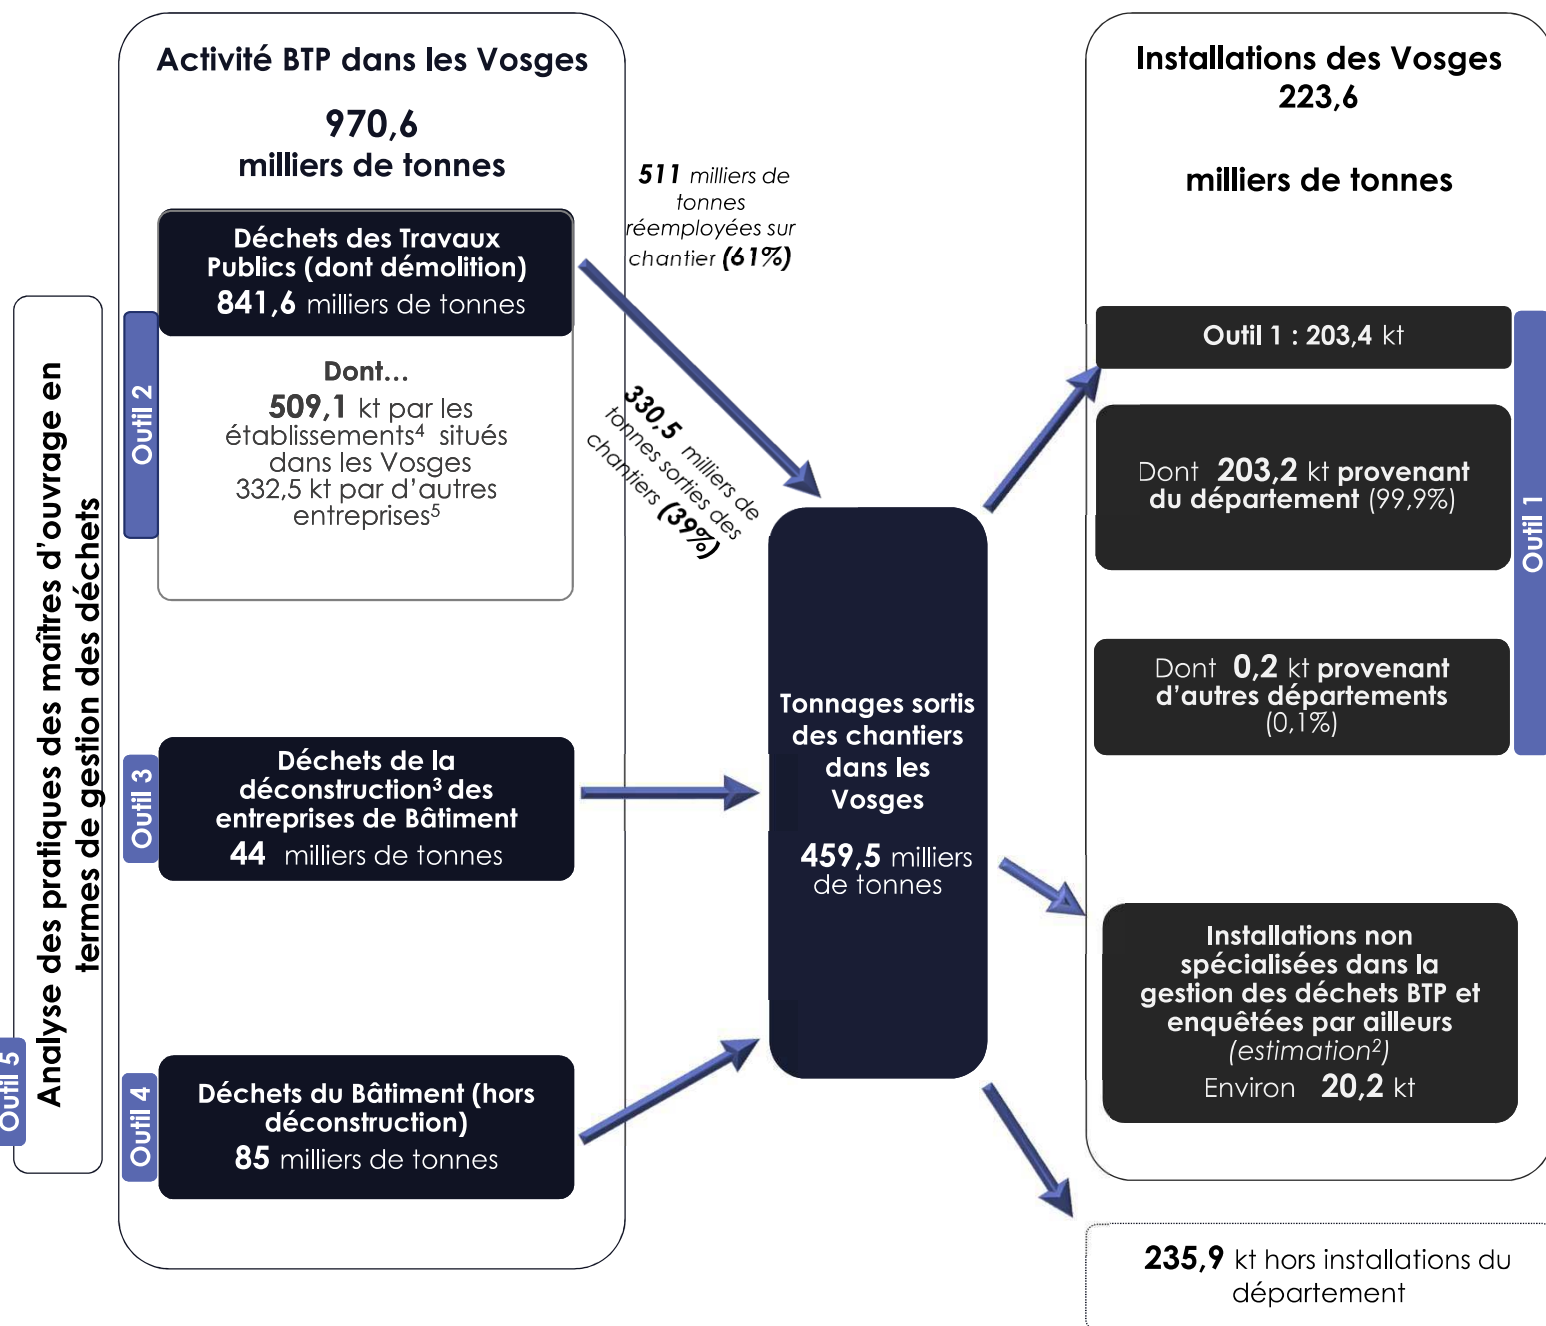 Activité BTP dans les Vosges
970,6
milliers de tonnes
Déchets des Travaux
Publics (dont démolition)
841,6 milliers de tonnes
Dont…
509,1 kt par les
établissements⁴ situés
dans les Vosges
332,5 kt par d'autres
entreprises⁵
Outil 2
Déchets de la
déconstruction³ des
entreprises de Bâtiment
44 milliers de tonnes
Outil 3
Déchets du Bâtiment (hors
déconstruction)
85 milliers de tonnes
Outil 4
Analyse des pratiques des maîtres d'ouvrage en
termes de gestion des déchets
Outil 5
511 milliers de
tonnes
réemployées sur
chantier (61%)
330,5 milliers de
tonnes sorties des
chantiers (39%)
Tonnages sortis
des chantiers
dans les
Vosges
459,5 milliers
de tonnes
Installations des Vosges
223,6
milliers de tonnes
Outil 1 : 203,4 kt
Dont 203,2 kt provenant
du département (99,9%)
Dont 0,2 kt provenant
d'autres départements
(0,1%)
Outil 1
Installations non
spécialisées dans la
gestion des déchets BTP et
enquêtées par ailleurs
(estimation²)
Environ 20,2 kt
235,9 kt hors installations du
département